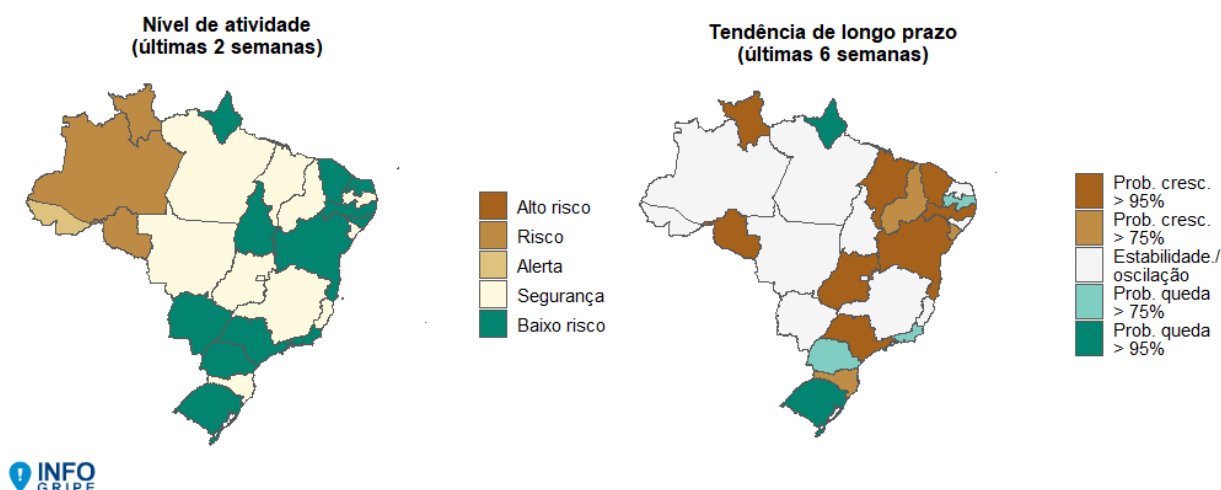 Nível de atividade
(últimas 2 semanas)
Alto risco
Risco
Alerta
Segurança
Baixo risco
Tendência de longo prazo
(últimas 6 semanas)
Prob. cresc.
> 95%
Prob. cresc.
> 75%
Estabilidade./
oscilação
Prob. queda
> 75%
Prob. queda
> 95%
INFO
GRIPE